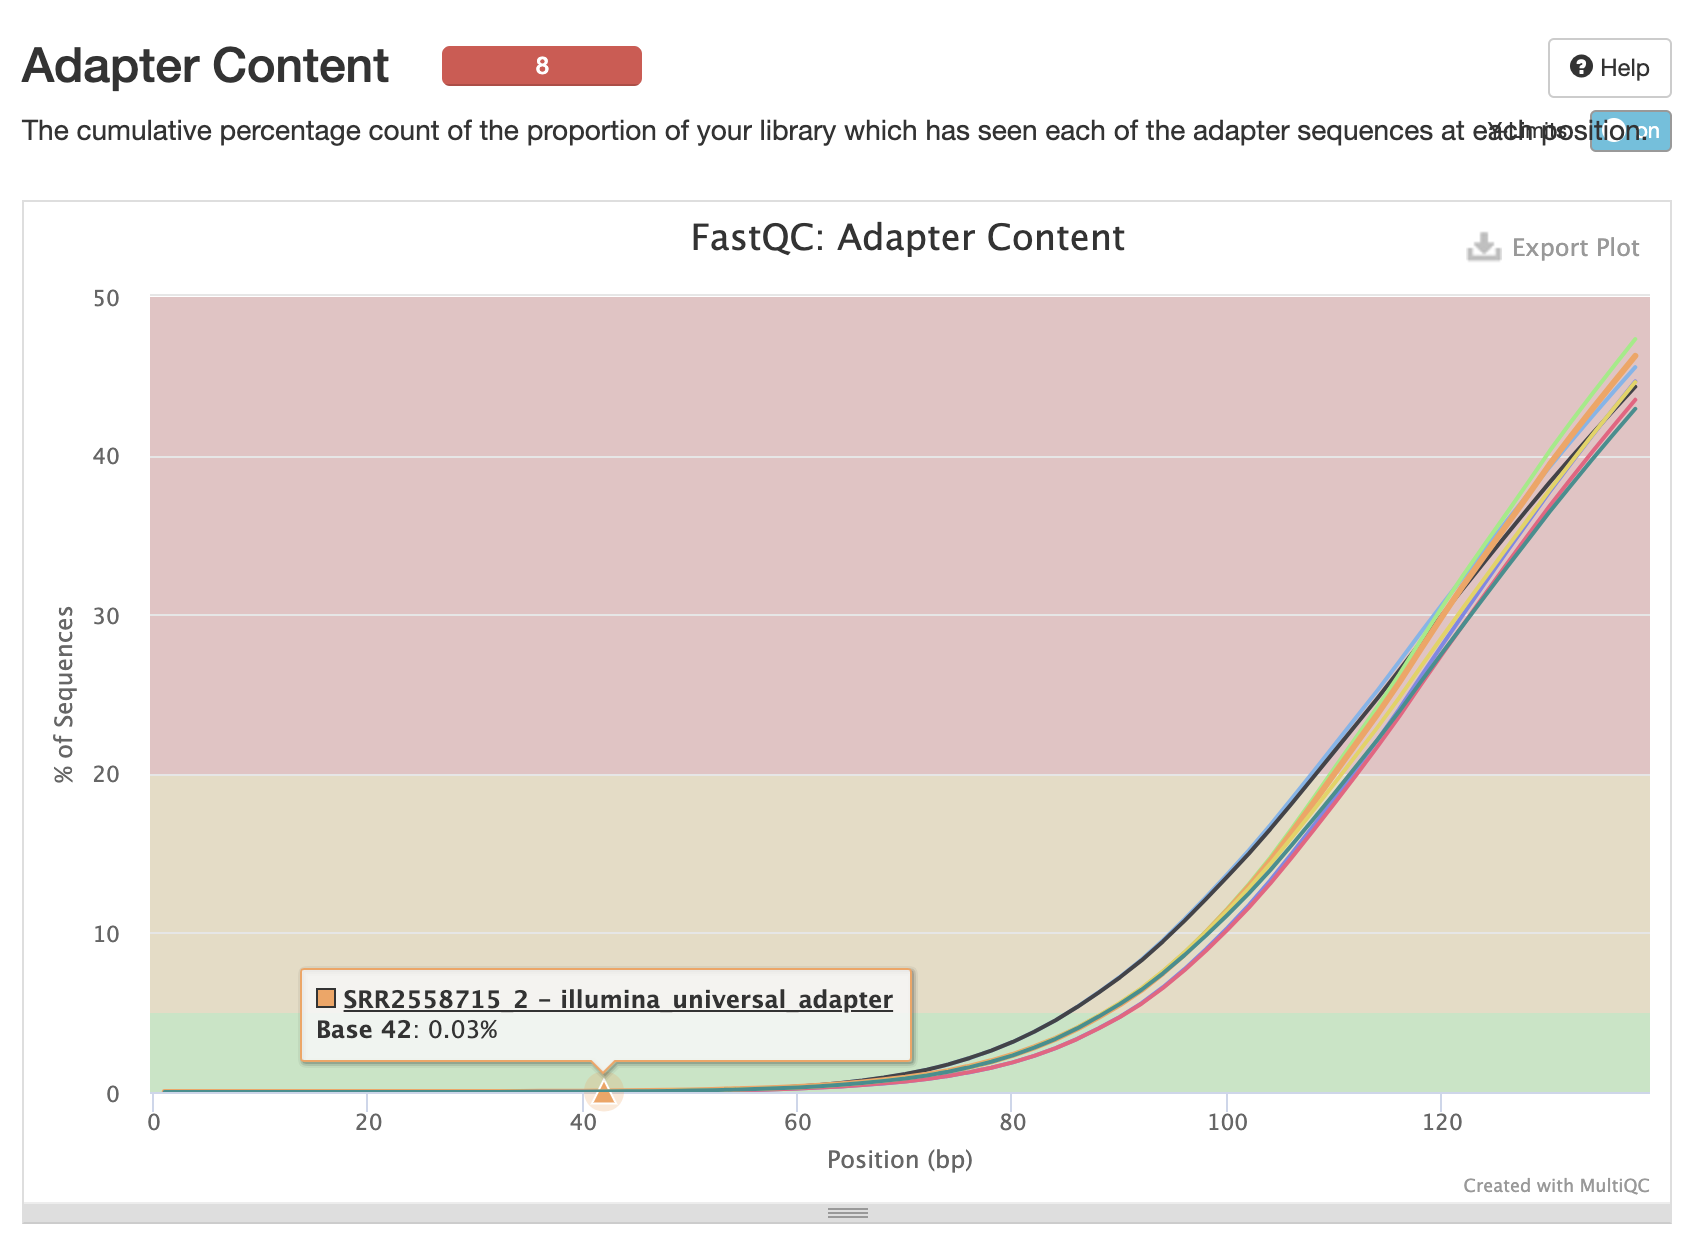 Adapter Content
8
Help
The cumulative percentage count of the proportion of your library which has seen each of the adapter sequences at each position.
Y-Limits:
on
FastQC: Adapter Content
Export Plot
50
40
30
20
10
0
% of Sequences
SRR2558715_2 – illumina_universal_adapter
Base 42: 0.03%
0 20 40 60 80 100 120
Position (bp)
Created with MultiQC